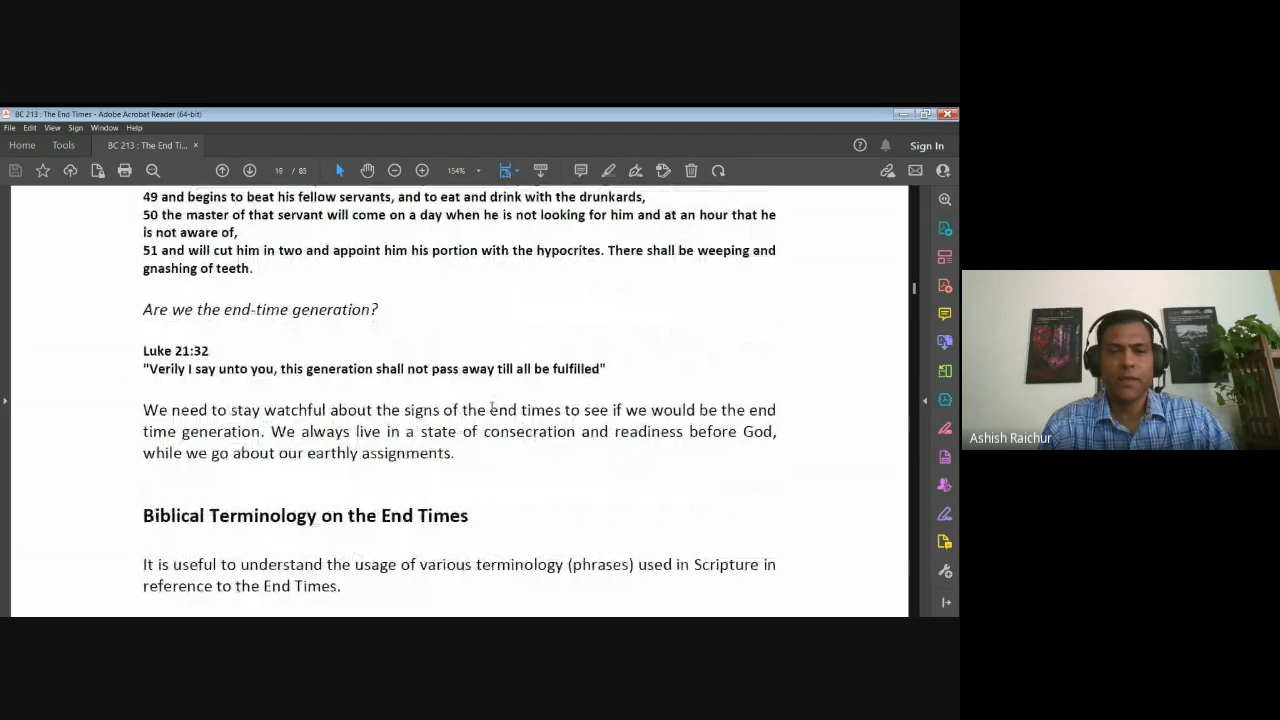 BC 213 : The End Times - Adobe Acrobat Reader (64-bit)
File Edit View Sign Window Help
Home Tools BC 213 : The End Ti... × Sign In
18 / 85 154%
49 and begins to beat his fellow servants, and to eat and drink with the drunkards,
50 the master of that servant will come on a day when he is not looking for him and at an hour that he
is not aware of,
51 and will cut him in two and appoint him his portion with the hypocrites. There shall be weeping and
gnashing of teeth.
Are we the end-time generation?
Luke 21:32
"Verily I say unto you, this generation shall not pass away till all be fulfilled"
We need to stay watchful about the signs of the end times to see if we would be the end
time generation. We always live in a state of consecration and readiness before God,
while we go about our earthly assignments.
Biblical Terminology on the End Times
It is useful to understand the usage of various terminology (phrases) used in Scripture in
reference to the End Times.
Ashish Raichur